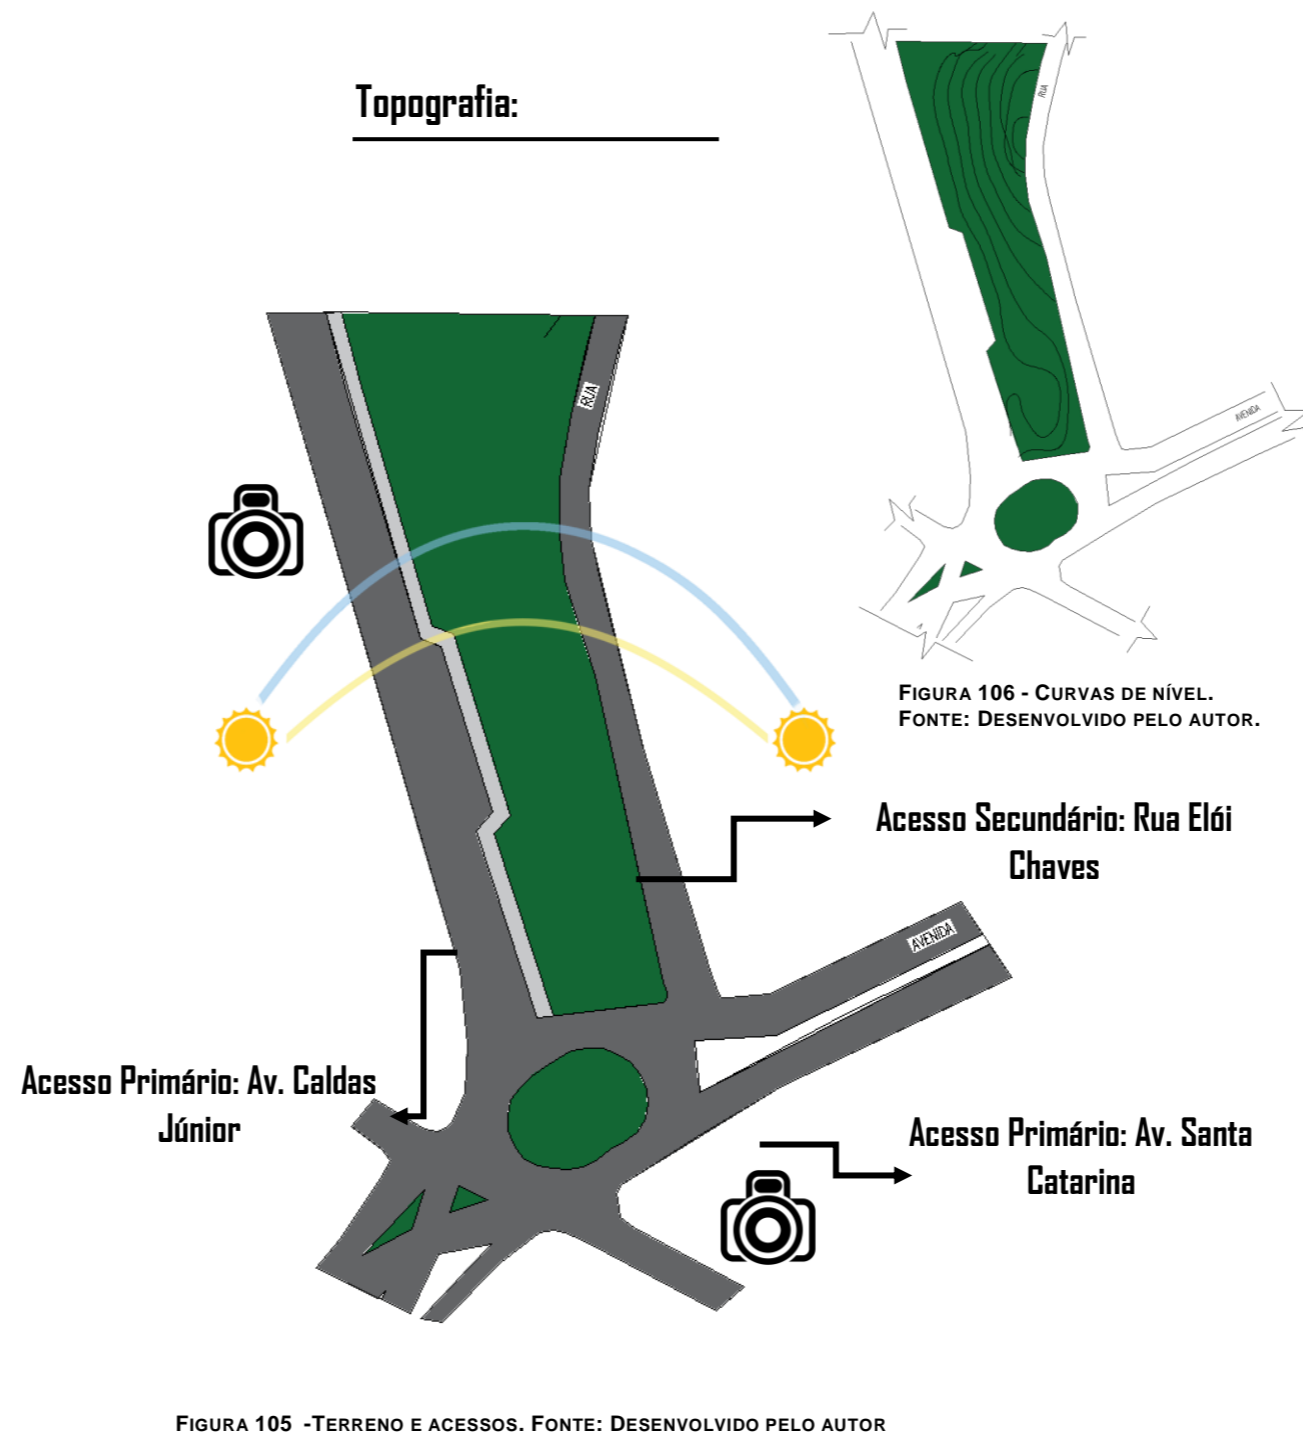 Topografia:
RUA
AVENIDA
FIGURA 106 - CURVAS DE NÍVEL.
FONTE: DESENVOLVIDO PELO AUTOR.
RUA
Acesso Secundário: Rua Elói
Chaves
AVENIDA
Acesso Primário: Av. Caldas
Júnior
Acesso Primário: Av. Santa
Catarina
FIGURA 105 -TERRENO E ACESSOS. FONTE: DESENVOLVIDO PELO AUTOR